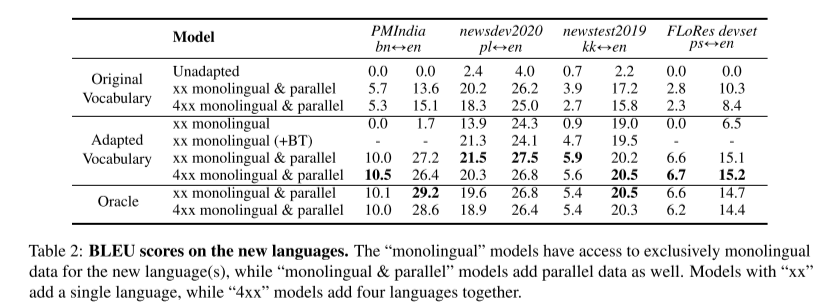 Model PMIndia newsdev2020 newstest2019 FLoRes devset
bn↔en pl↔en kk↔en ps↔en
Original Vocabulary
Unadapted 0.0 0.0 2.4 4.0 0.7 2.2 0.0 0.0
xx monolingual & parallel 5.7 13.6 20.2 26.2 3.9 17.2 2.8 10.3
4xx monolingual & parallel 5.3 15.1 18.3 25.0 2.7 15.8 2.3 8.4
Adapted Vocabulary
xx monolingual 0.0 1.7 13.9 24.3 0.9 19.0 0.0 6.5
xx monolingual (+BT) - - 21.3 24.1 4.7 19.5 - -
xx monolingual & parallel 10.0 27.2 21.5 27.5 5.9 20.2 6.6 15.1
4xx monolingual & parallel 10.5 26.4 20.3 26.8 5.6 20.5 6.7 15.2
Oracle
xx monolingual & parallel 10.1 29.2 19.6 26.8 5.4 20.5 6.6 14.7
4xx monolingual & parallel 10.0 28.6 18.9 26.4 5.4 20.3 6.2 14.4
Table 2: BLEU scores on the new languages. The “monolingual” models have access to exclusively monolingual
data for the new language(s), while “monolingual & parallel” models add parallel data as well. Models with “xx”
add a single language, while “4xx” models add four languages together.